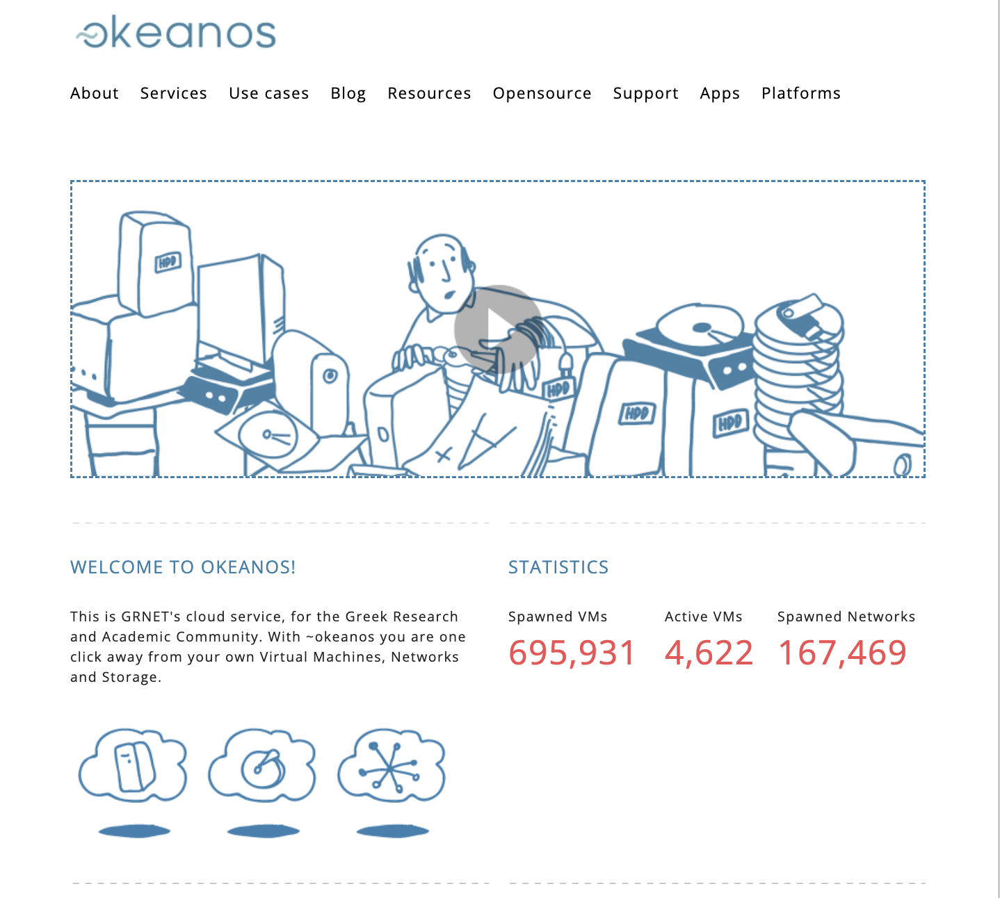 ~okeanos
About Services Use cases Blog Resources Opensource Support Apps Platforms
HDD
HDD
HDD
HDD
WELCOME TO OKEANOS!
This is GRNET's cloud service, for the Greek Research
and Academic Community. With ~okeanos you are one
click away from your own Virtual Machines, Networks
and Storage.
STATISTICS
Spawned VMs Active VMs Spawned Networks
695,931 4,622 167,469